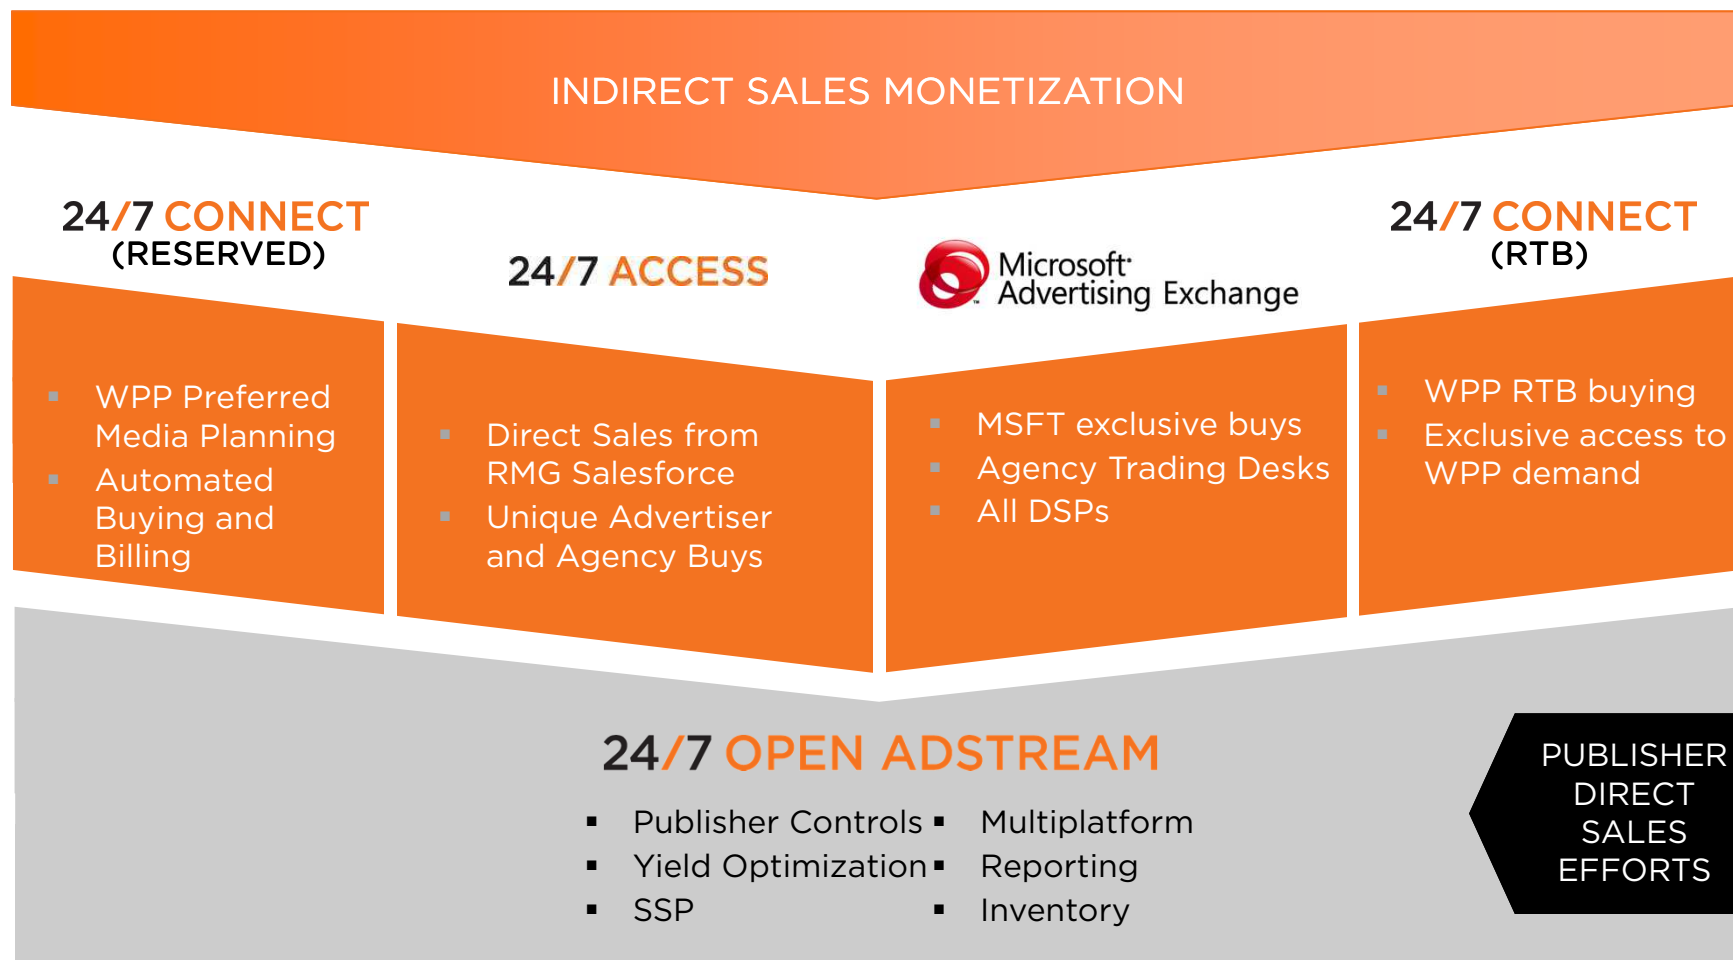 INDIRECT SALES MONETIZATION
24/7 CONNECT
(RESERVED)
▪ WPP Preferred
Media Planning
▪ Automated
Buying and
Billing
24/7 ACCESS
▪ Direct Sales from
RMG Salesforce
▪ Unique Advertiser
and Agency Buys
Microsoft
Advertising Exchange
▪ MSFT exclusive buys
▪ Agency Trading Desks
▪ All DSPs
24/7 CONNECT
(RTB)
▪ WPP RTB buying
▪ Exclusive access to
WPP demand
24/7 OPEN ADSTREAM
▪ Publisher Controls
▪ Yield Optimization
▪ SSP
▪ Multiplatform
▪ Reporting
▪ Inventory
PUBLISHER
DIRECT
SALES
EFFORTS